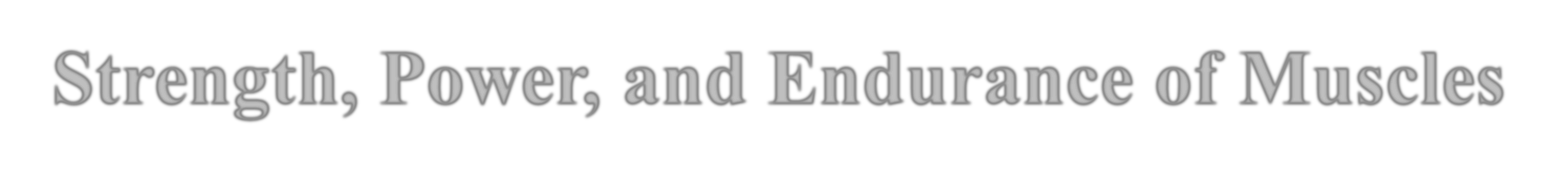 Strength, Power, and Endurance of Muscles